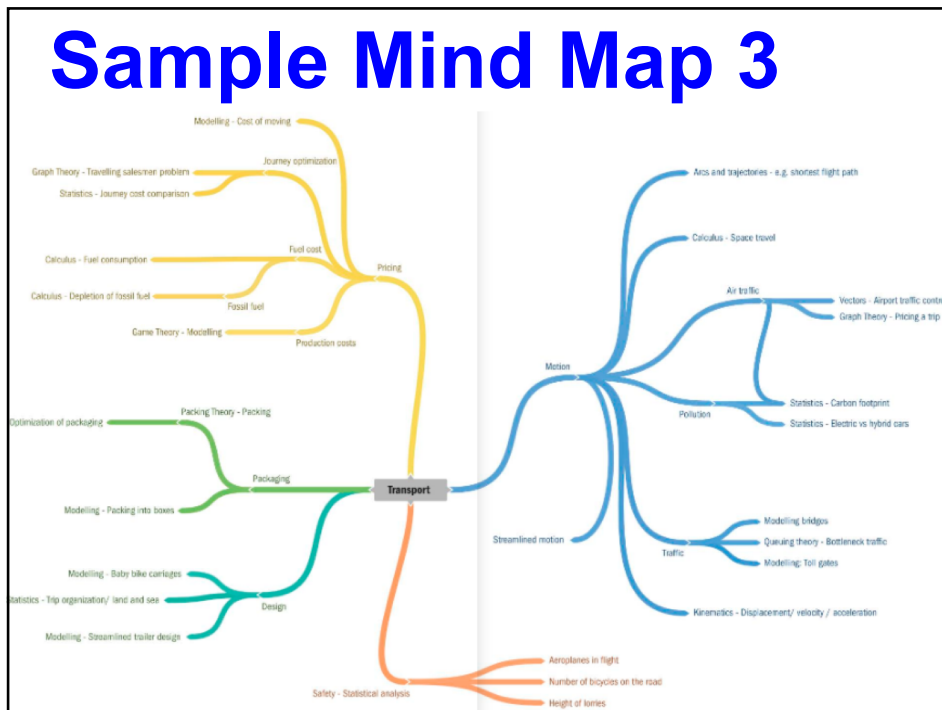 Sample Mind Map 3
Modelling - Cost of moving
Journey optimization
Graph Theory - Travelling salesmen problem
Statistics - Journey cost comparison
Fuel cost
Calculus - Fuel consumption
Pricing
Calculus - Depletion of fossil fuel
Fossil fuel
Game Theory - Modelling
Production costs
Packing Theory - Packing
Optimization of packaging
Packaging
Modelling - Packing into boxes
Transport
Modelling - Baby bike carriages
Statistics - Trip organization/ land and sea
Design
Modelling - Streamlined trailer design
Safety - Statistical analysis
Aeroplanes in flight
Number of bicycles on the road
Height of lorries
Motion
Arcs and trajectories - e.g. shortest flight path
Calculus - Space travel
Air traffic
Vectors - Airport traffic contr
Graph Theory - Pricing a trip
Pollution
Statistics - Carbon footprint
Statistics - Electric vs hybrid cars
Streamlined motion
Traffic
Modelling bridges
Queuing theory - Bottleneck traffic
Modelling: Toll gates
Kinematics - Displacement/ velocity / acceleration